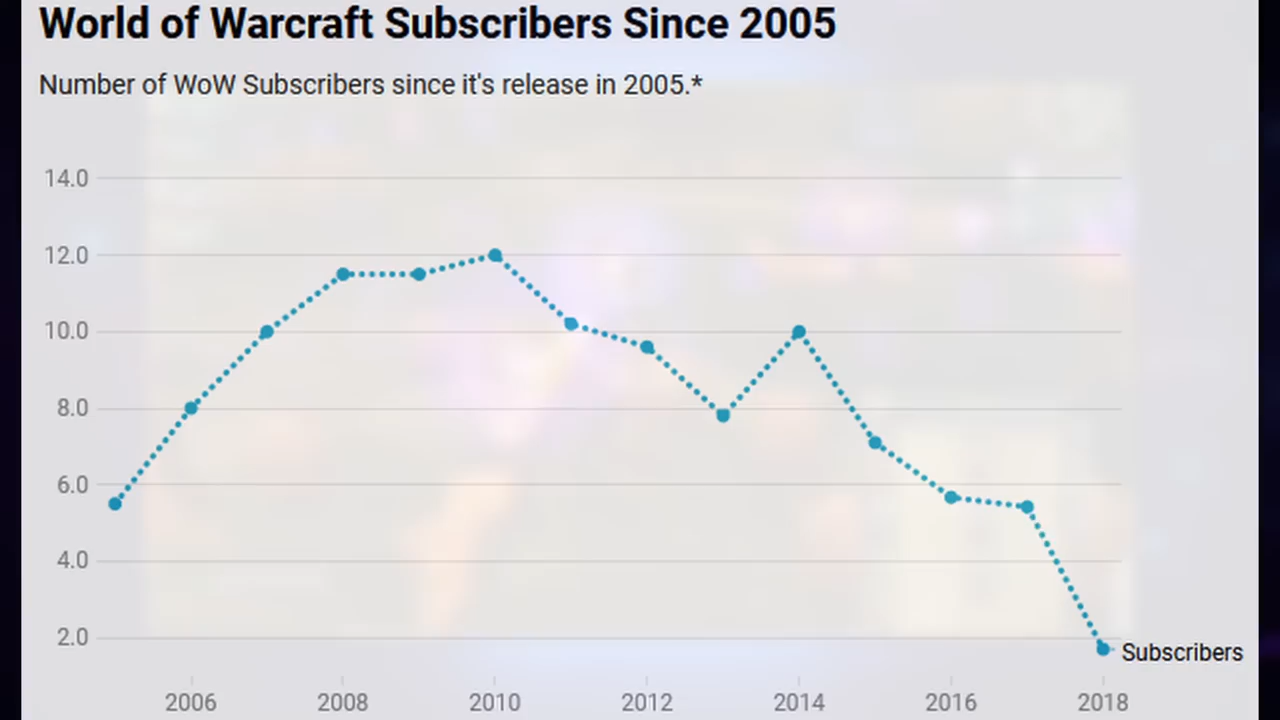 World of Warcraft Subscribers Since 2005
Number of WoW Subscribers since it's release in 2005.*
14.0
12.0
10.0
8.0
6.0
4.0
2.0
Subscribers
2006 2008 2010 2012 2014 2016 2018